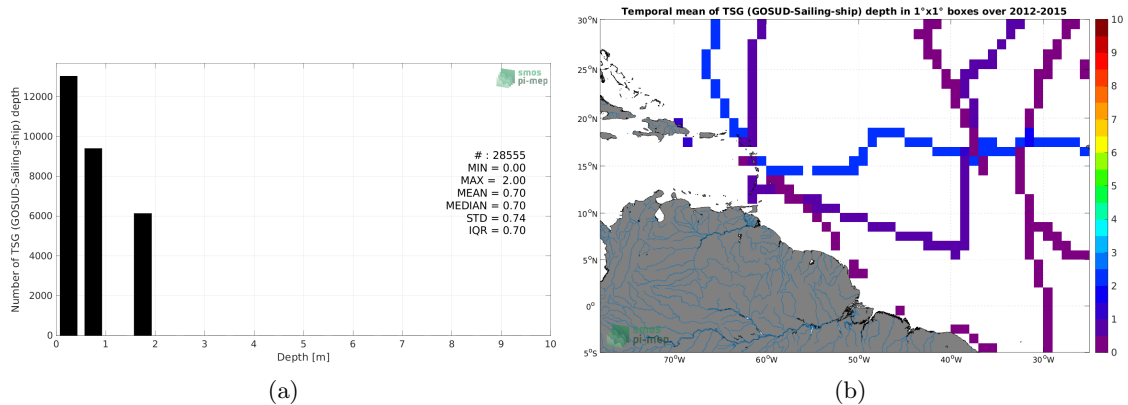 smos
pi-mep
Number of TSG (GOSUD-Sailing-ship) depth
12000
10000
8000
6000
4000
2000
0
# : 28555
MIN = 0.00
MAX = 2.00
MEAN = 0.70
MEDIAN = 0.70
STD = 0.74
IQR = 0.70
0 1 2 3 4 5 6 7 8 9 10
Depth [m]
(a)
Temporal mean of TSG (GOSUD-Sailing-ship) depth in 1°x1° boxes over 2012-2015
30°N
25°N
20°N
15°N
10°N
5°N
0°
5°S
70°W 60°W 50°W 40°W 30°W
smos
pi-mep
10
9
8
7
6
5
4
3
2
1
0
(b)